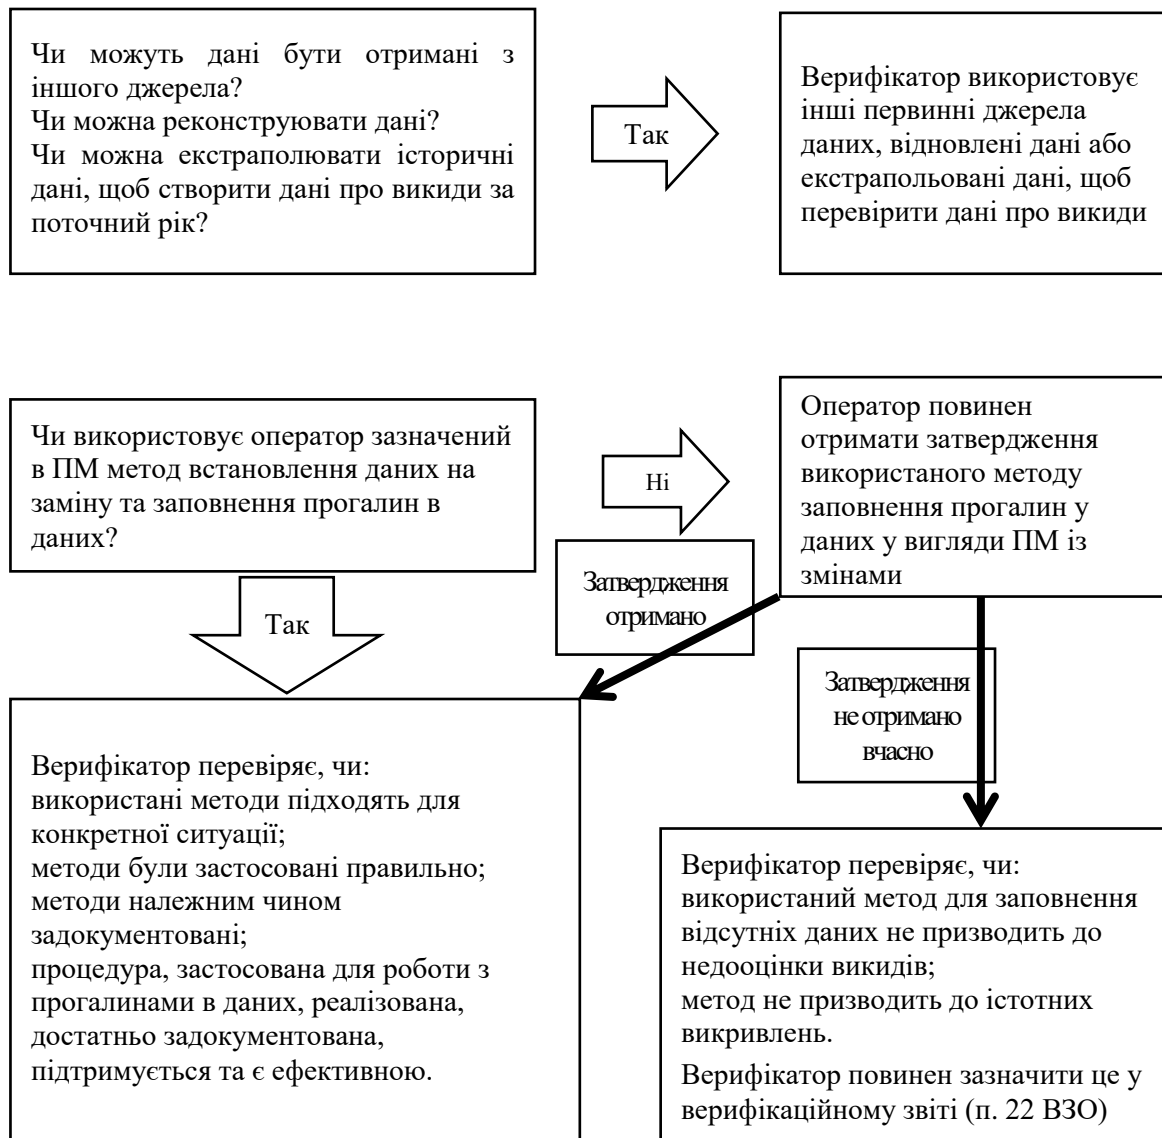 Чи можуть дані бути отримані з
іншого джерела?
Чи можна реконструювати дані?
Чи можна екстраполювати історичні
дані, щоб створити дані про викиди за
поточний рік?
Так
Верифікатор використовує
інші первинні джерела
даних, відновлені дані або
екстрапольовані дані, щоб
перевірити дані про викиди
Чи використовує оператор зазначений
в ПМ метод встановлення даних на
заміну та заповнення прогалин в
даних?
Ні
Оператор повинен
отримати затвердження
використаного методу
заповнення прогалин у
даних у вигляди ПМ із
змінами
Затвердження
отримано
Так
Затвердження
не отримано
вчасно
Верифікатор перевіряє, чи:
використані методи підходять для
конкретної ситуації;
методи були застосовані правильно;
методи належним чином
задокументовані;
процедура, застосована для роботи з
прогалинами в даних, реалізована,
достатньо задокументована,
підтримується та є ефективною.
Верифікатор перевіряє, чи:
використаний метод для заповнення
відсутніх даних не призводить до
недооцінки викидів;
метод не призводить до істотних
викривлень.
Верифікатор повинен зазначити це у
верифікаційному звіті (п. 22 ВЗО)